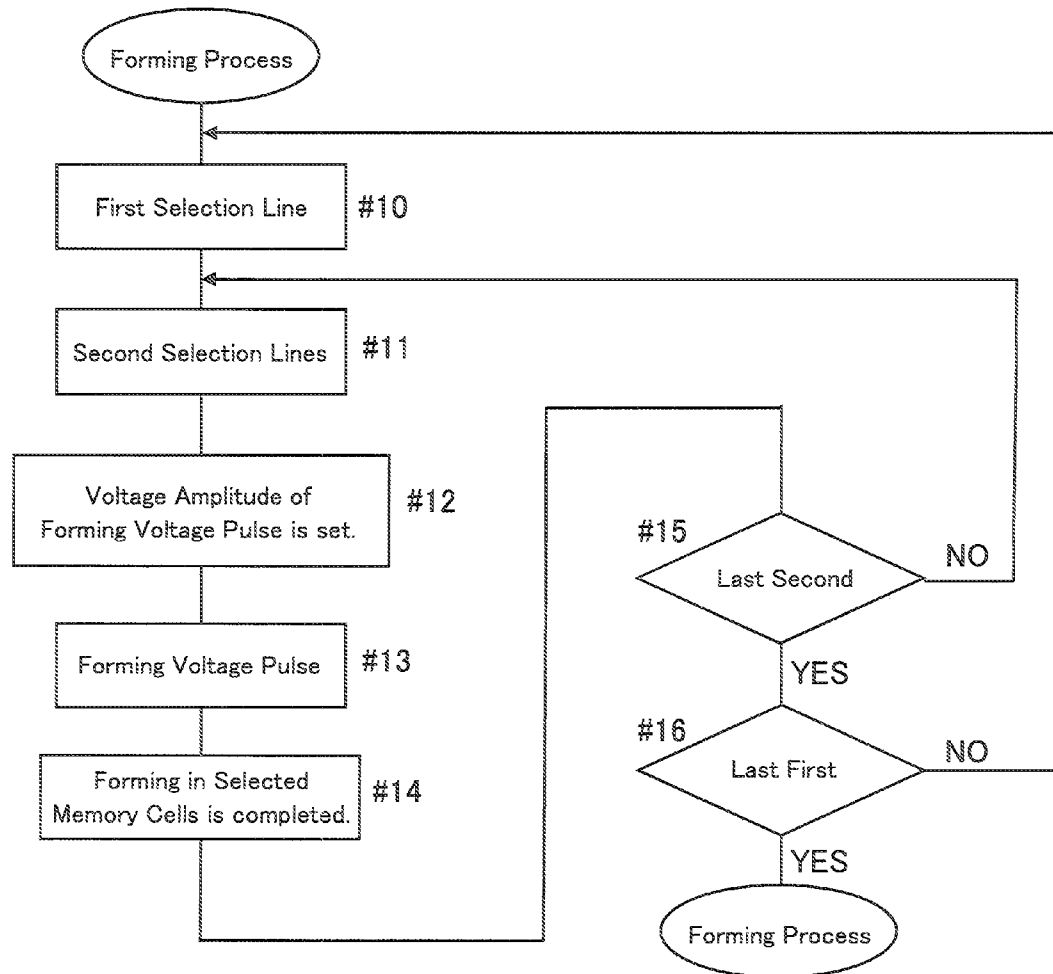 Forming Process
First Selection Line
#10
Second Selection Lines
#11
Voltage Amplitude of
Forming Voltage Pulse is set.
#12
Forming Voltage Pulse
#13
Forming in Selected
Memory Cells is completed.
#14
#15
Last Second
NO
YES
#16
Last First
NO
YES
Forming Process